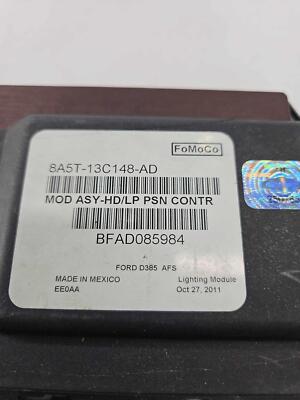 FoMoCo
8A5T-13C148-AD
MOD ASY-HD/LP PSN CONTR
BFAD085984
FORD D385 AFS
MADE IN MEXICO Lighting Module
EE0AA Oct 27, 2011